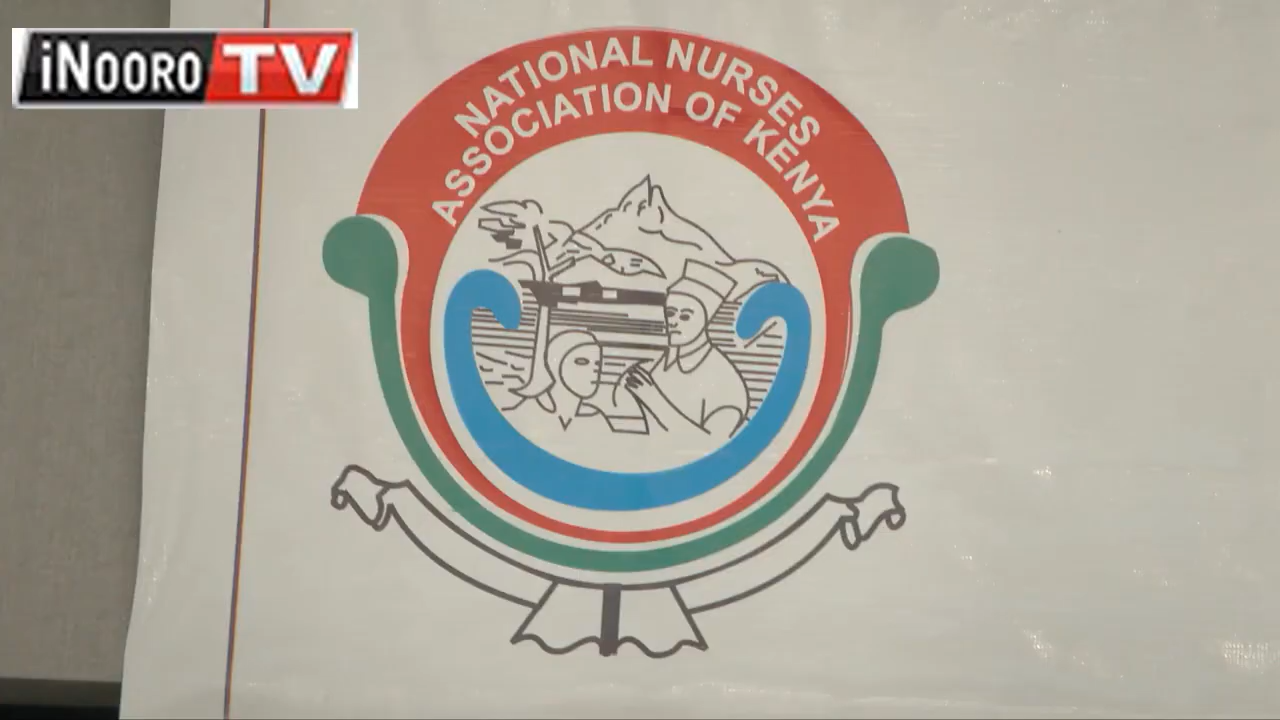 iNOORO TV
NATIONAL NURSES
ASSOCIATION OF KENYA